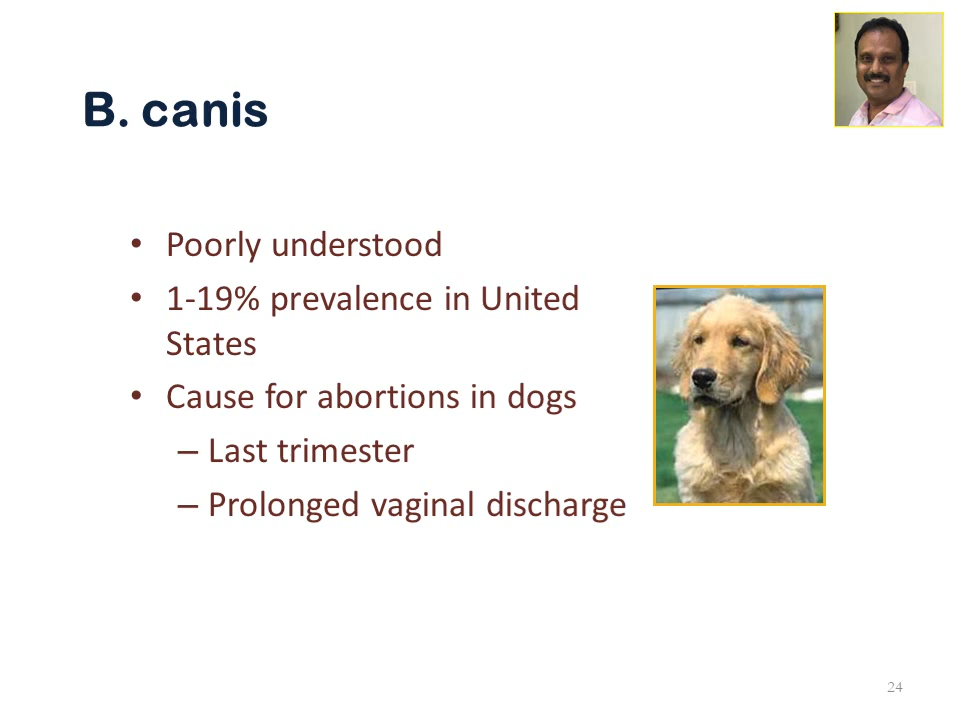 B. canis
• Poorly understood
• 1-19% prevalence in United
States
• Cause for abortions in dogs
– Last trimester
– Prolonged vaginal discharge
24